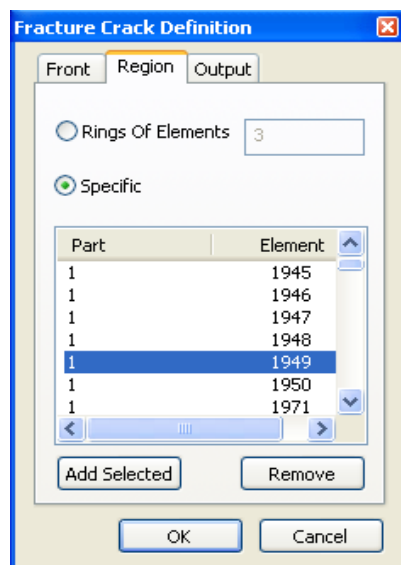 Fracture Crack Definition
Front Region Output
Rings Of Elements 3
Specific
Part Element
1 1945
1 1946
1 1947
1 1948
1 1949
1 1950
1 1971
Add Selected Remove
OK Cancel